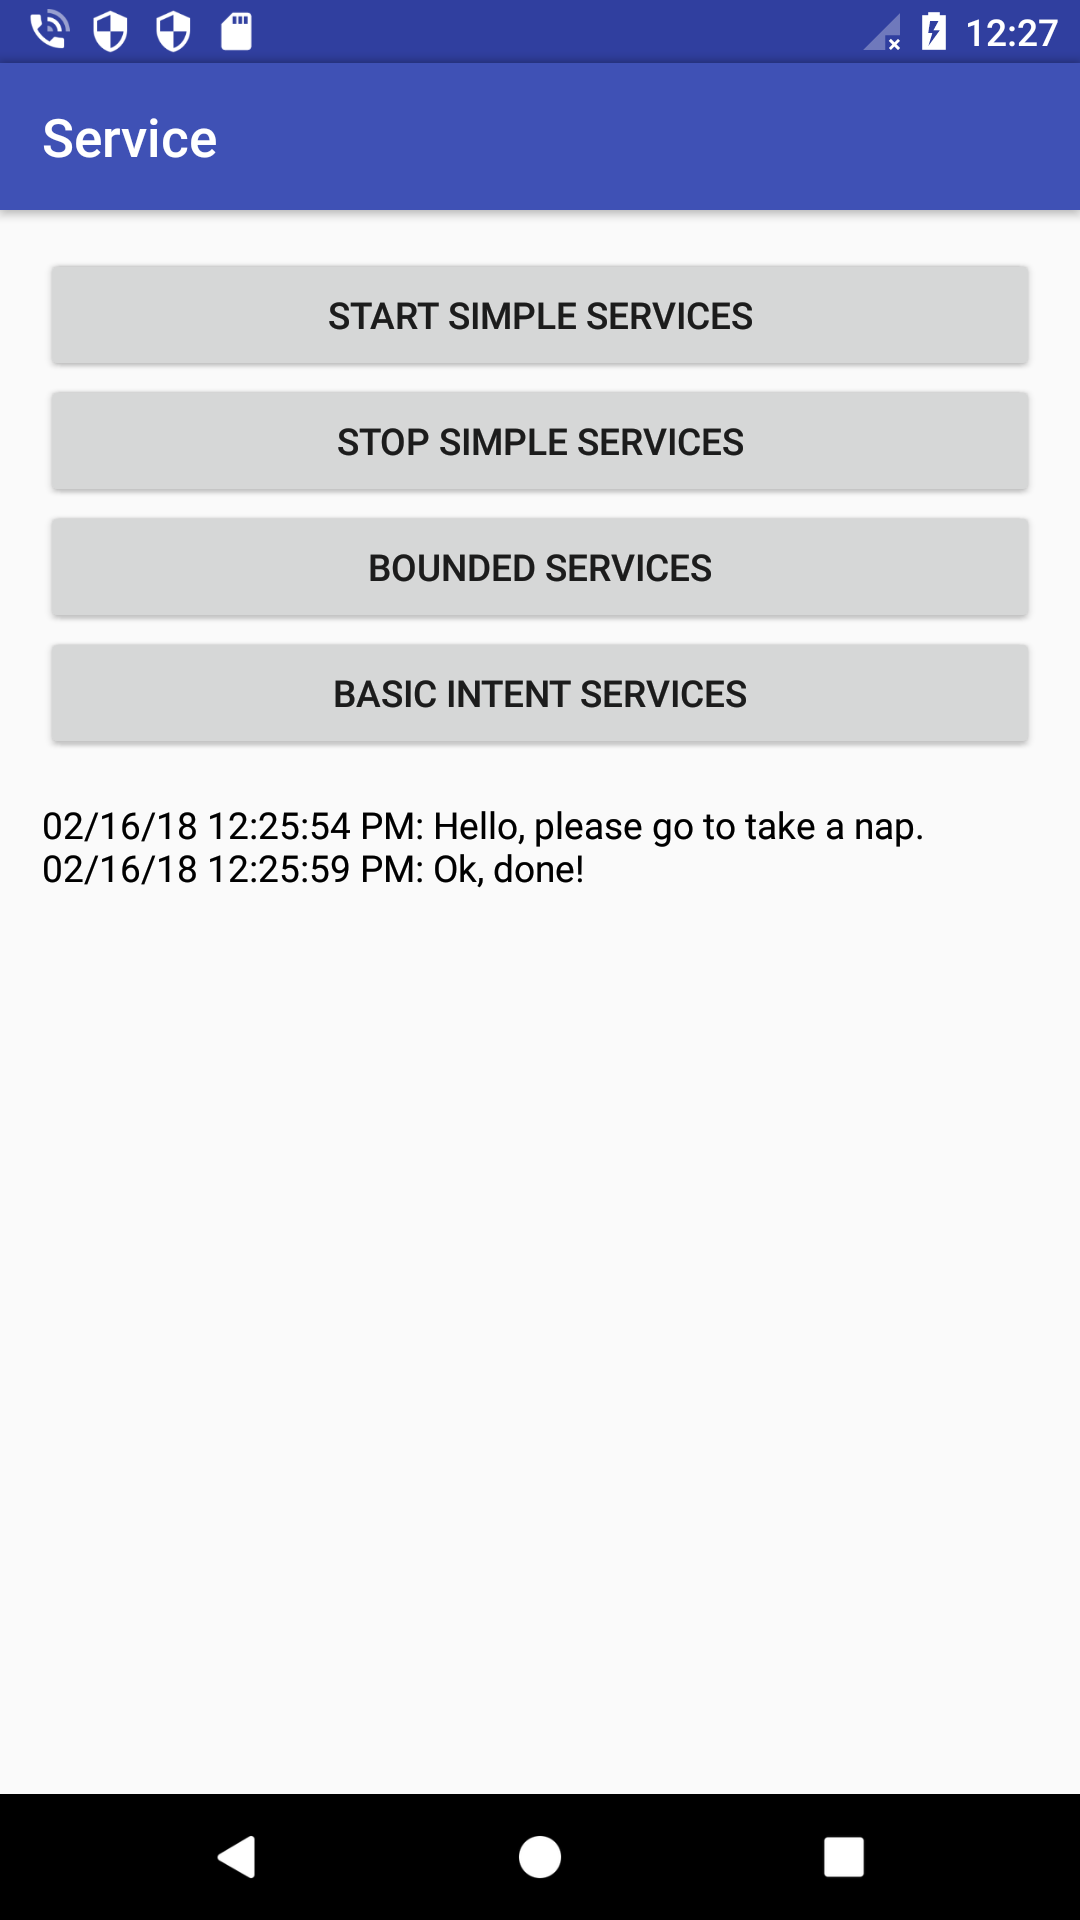 12:27
Service
START SIMPLE SERVICES
STOP SIMPLE SERVICES
BOUNDED SERVICES
BASIC INTENT SERVICES
02/16/18 12:25:54 PM: Hello, please go to take a nap.
02/16/18 12:25:59 PM: Ok, done!